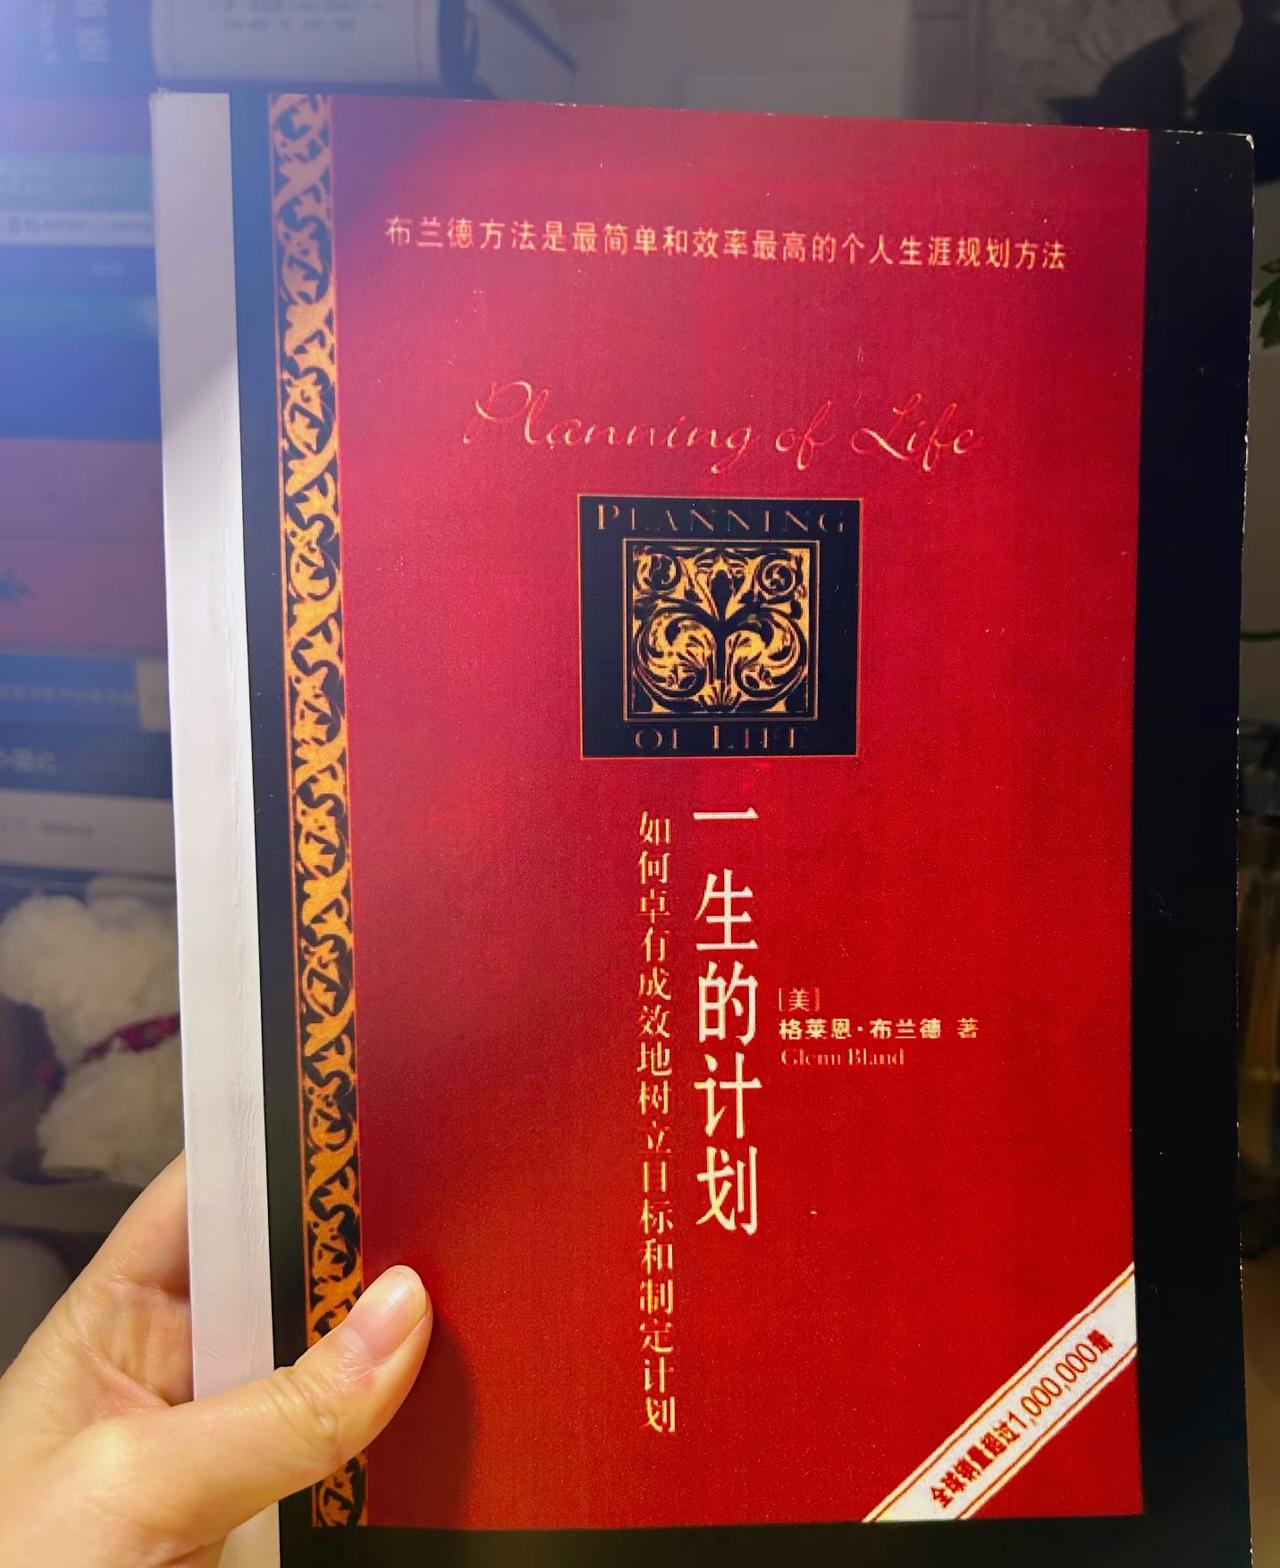 布兰德方法是最简单和效率最高的个人生涯规划方法
Planning of Life
PLANNING
OF LIFE
一生的计划
如何卓有成效地树立目标和制定计划
[美]
格莱恩·布兰德 著
Glenn Bland
全球销量超过1,000,000册